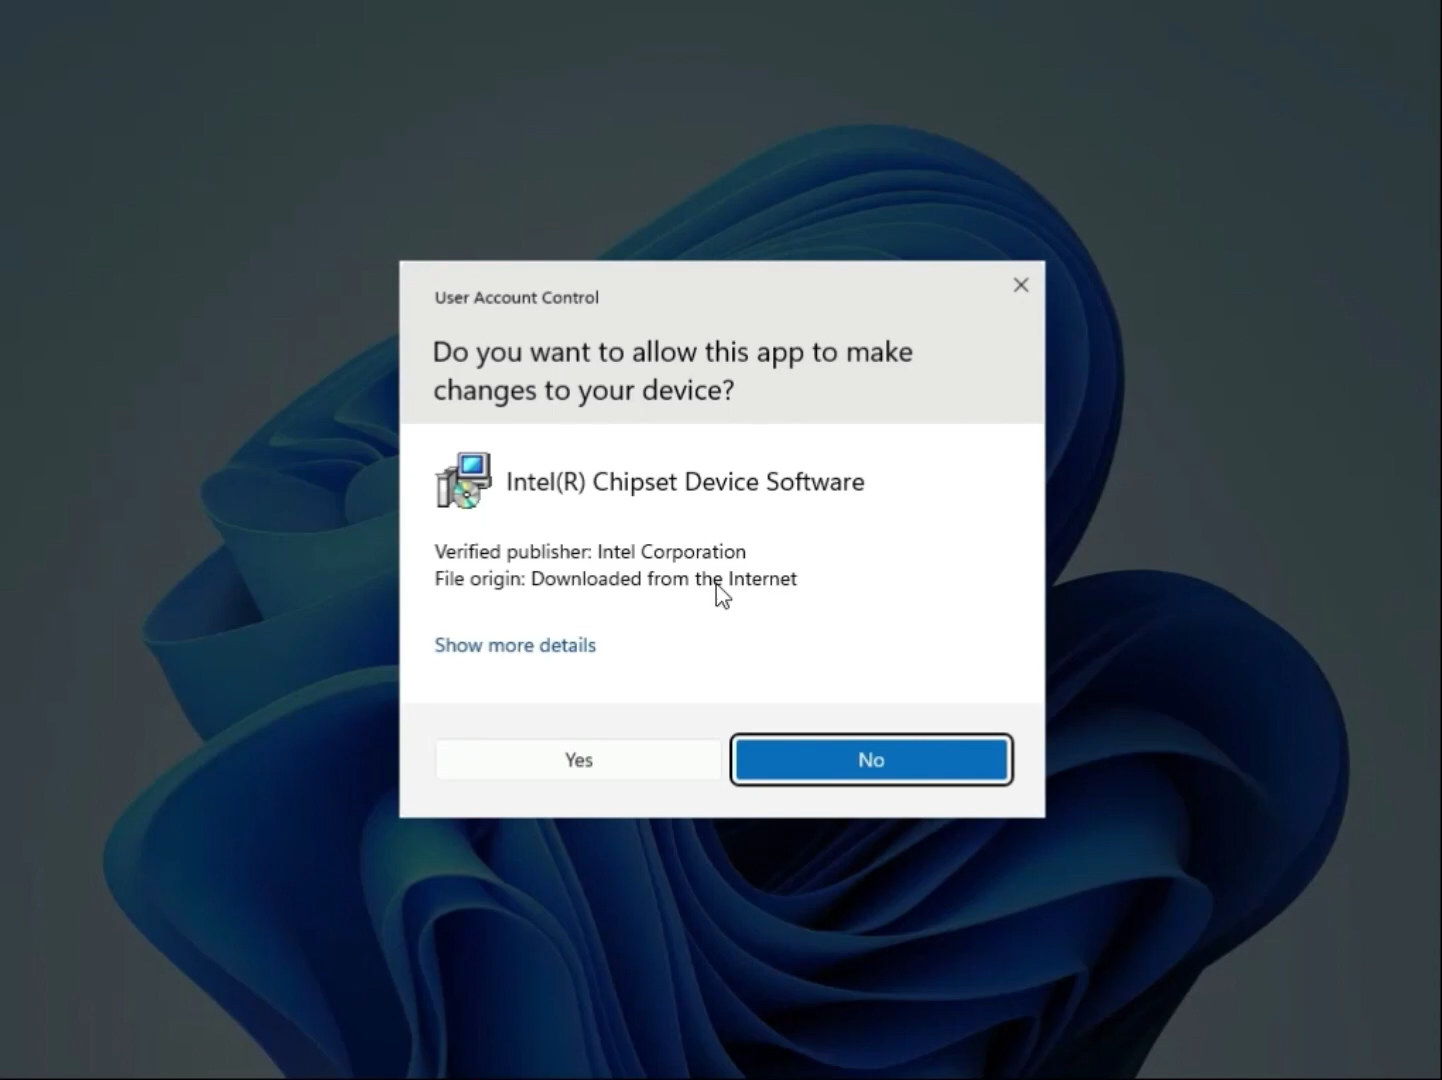 User Account Control
Do you want to allow this app to make
changes to your device?
Intel(R) Chipset Device Software
Verified publisher: Intel Corporation
File origin: Downloaded from the Internet
Show more details
Yes
No